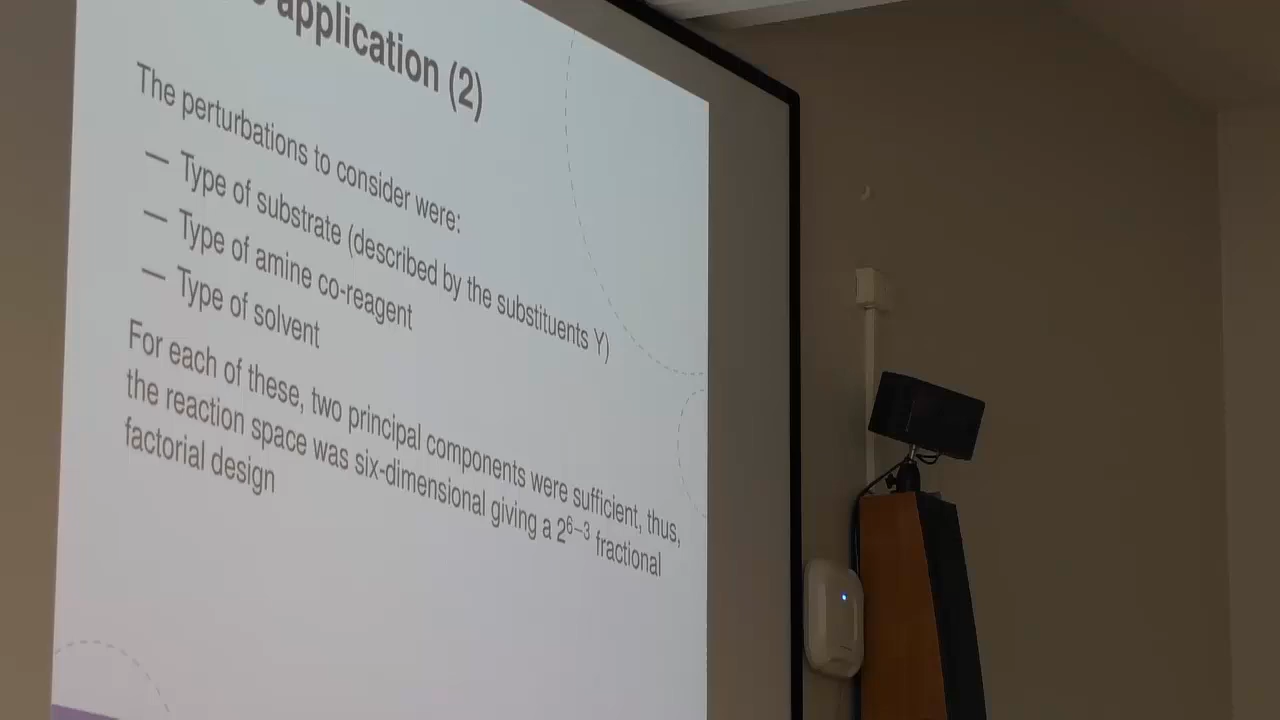 application (2)
The perturbations to consider were:
— Type of substrate (described by the substituents Y)
— Type of amine co-reagent
— Type of solvent
For each of these, two principal components were sufficient, thus,
the reaction space was six-dimensional giving a 2^{6–3} fractional
factorial design